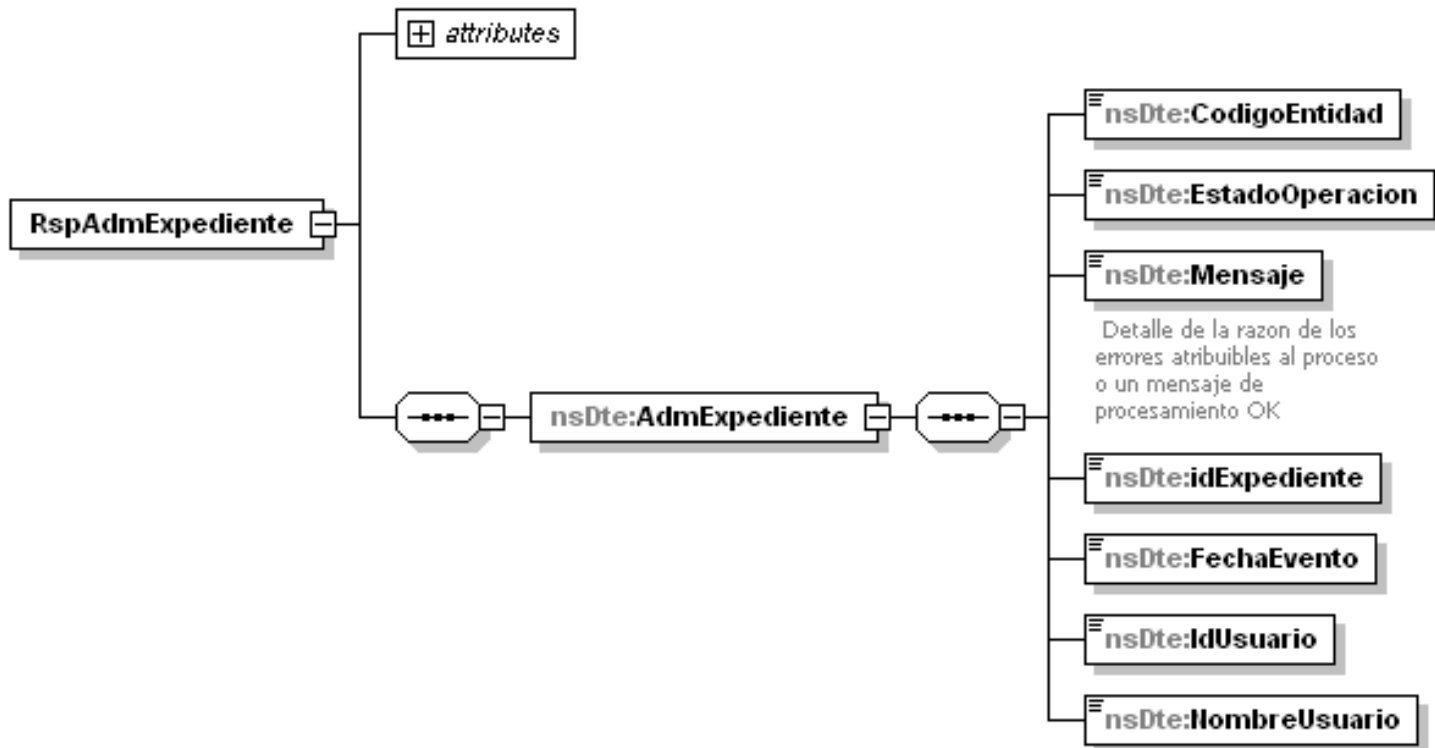 attributes
nsDte:CodigoEntidad
nsDte:EstadoOperacion
RspAdmExpediente
nsDte:Mensaje
Detalle de la razon de los
errores atribuibles al proceso
o un mensaje de
procesamiento OK
nsDte:AdmExpediente
nsDte:idExpediente
nsDte:FechaEvento
nsDte:IdUsuario
nsDte:NombreUsuario